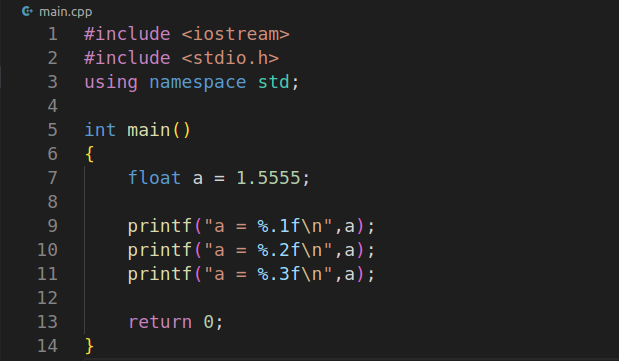 main.cpp
1 #include <iostream>
2 #include <stdio.h>
3 using namespace std;
4
5 int main()
6 {
7     float a = 1.5555;
8
9     printf("a = %.1f\n",a);
10     printf("a = %.2f\n",a);
11     printf("a = %.3f\n",a);
12
13     return 0;
14 }